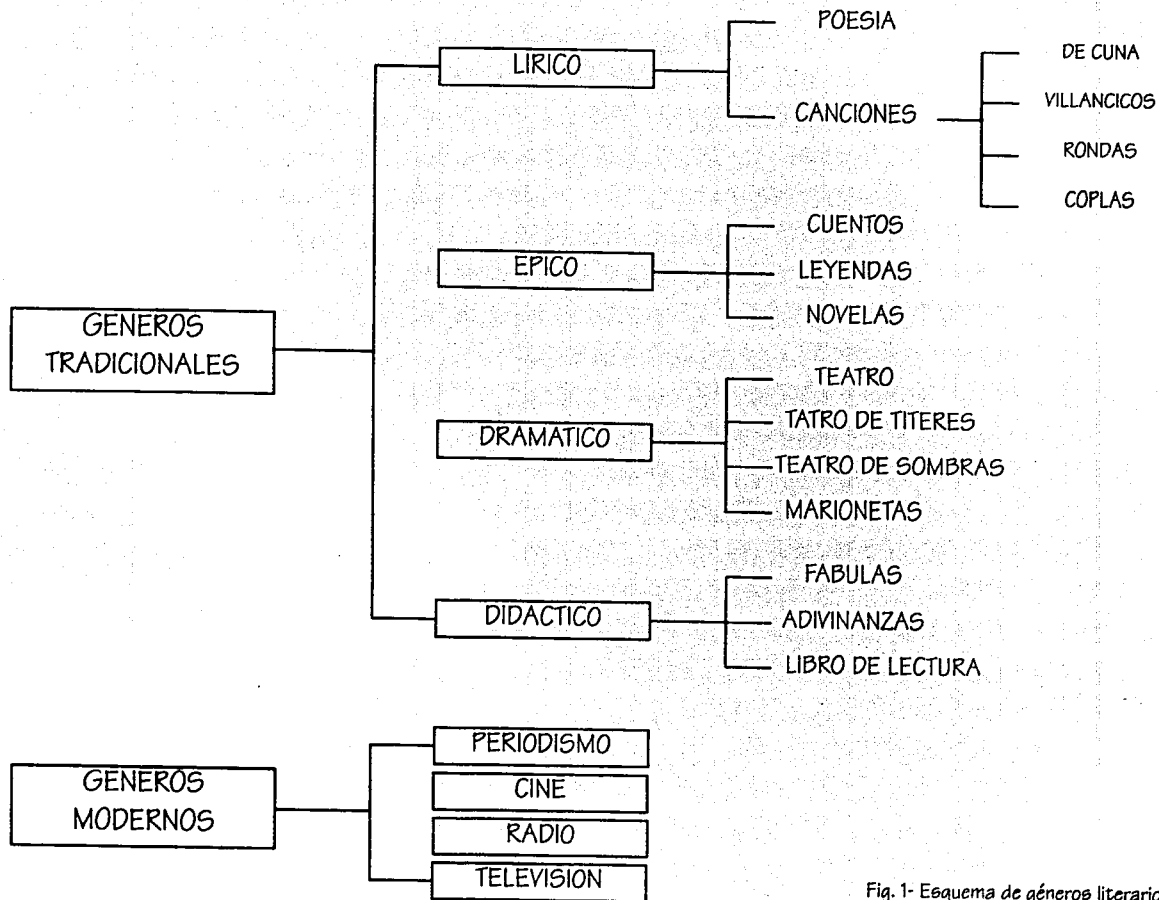 GENEROS
TRADICIONALES
LIRICO
POESIA
CANCIONES
DE CUNA
VILLANCICOS
RONDAS
COPLAS
EPICO
CUENTOS
LEYENDAS
NOVELAS
DRAMATICO
TEATRO
TATRO DE TITERES
TEATRO DE SOMBRAS
MARIONETAS
DIDACTICO
FABULAS
ADIVINANZAS
LIBRO DE LECTURA
GENEROS
MODERNOS
PERIODISMO
CINE
RADIO
TELEVISION
Fig. 1- Esquema de géneros literario